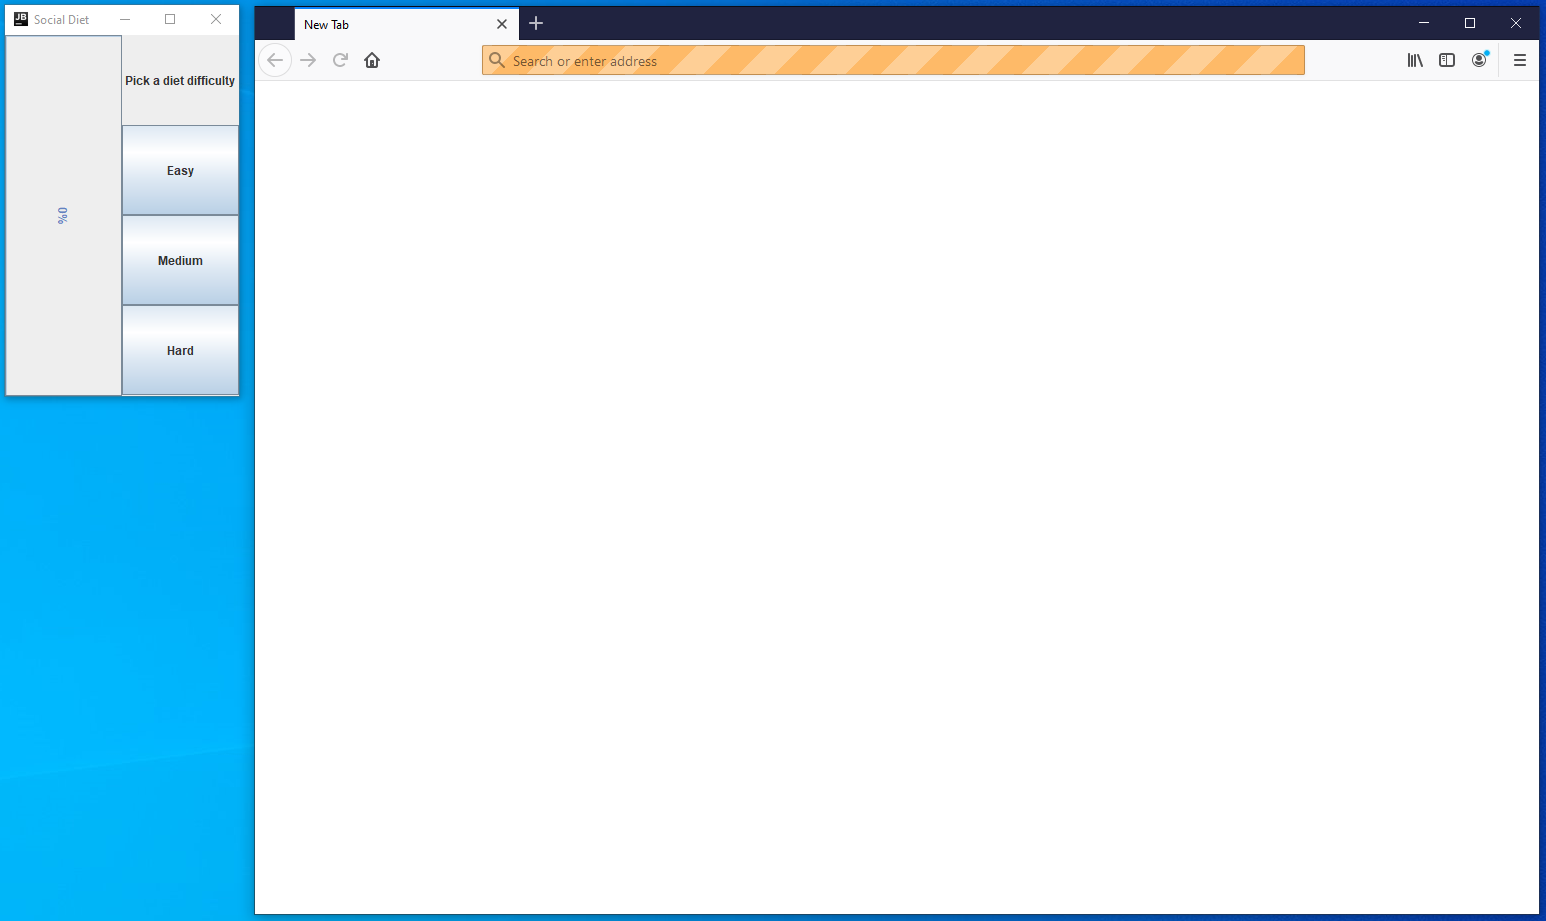 JB Social Diet
Pick a diet difficulty
0%
Easy
Medium
Hard
New Tab
Search or enter address